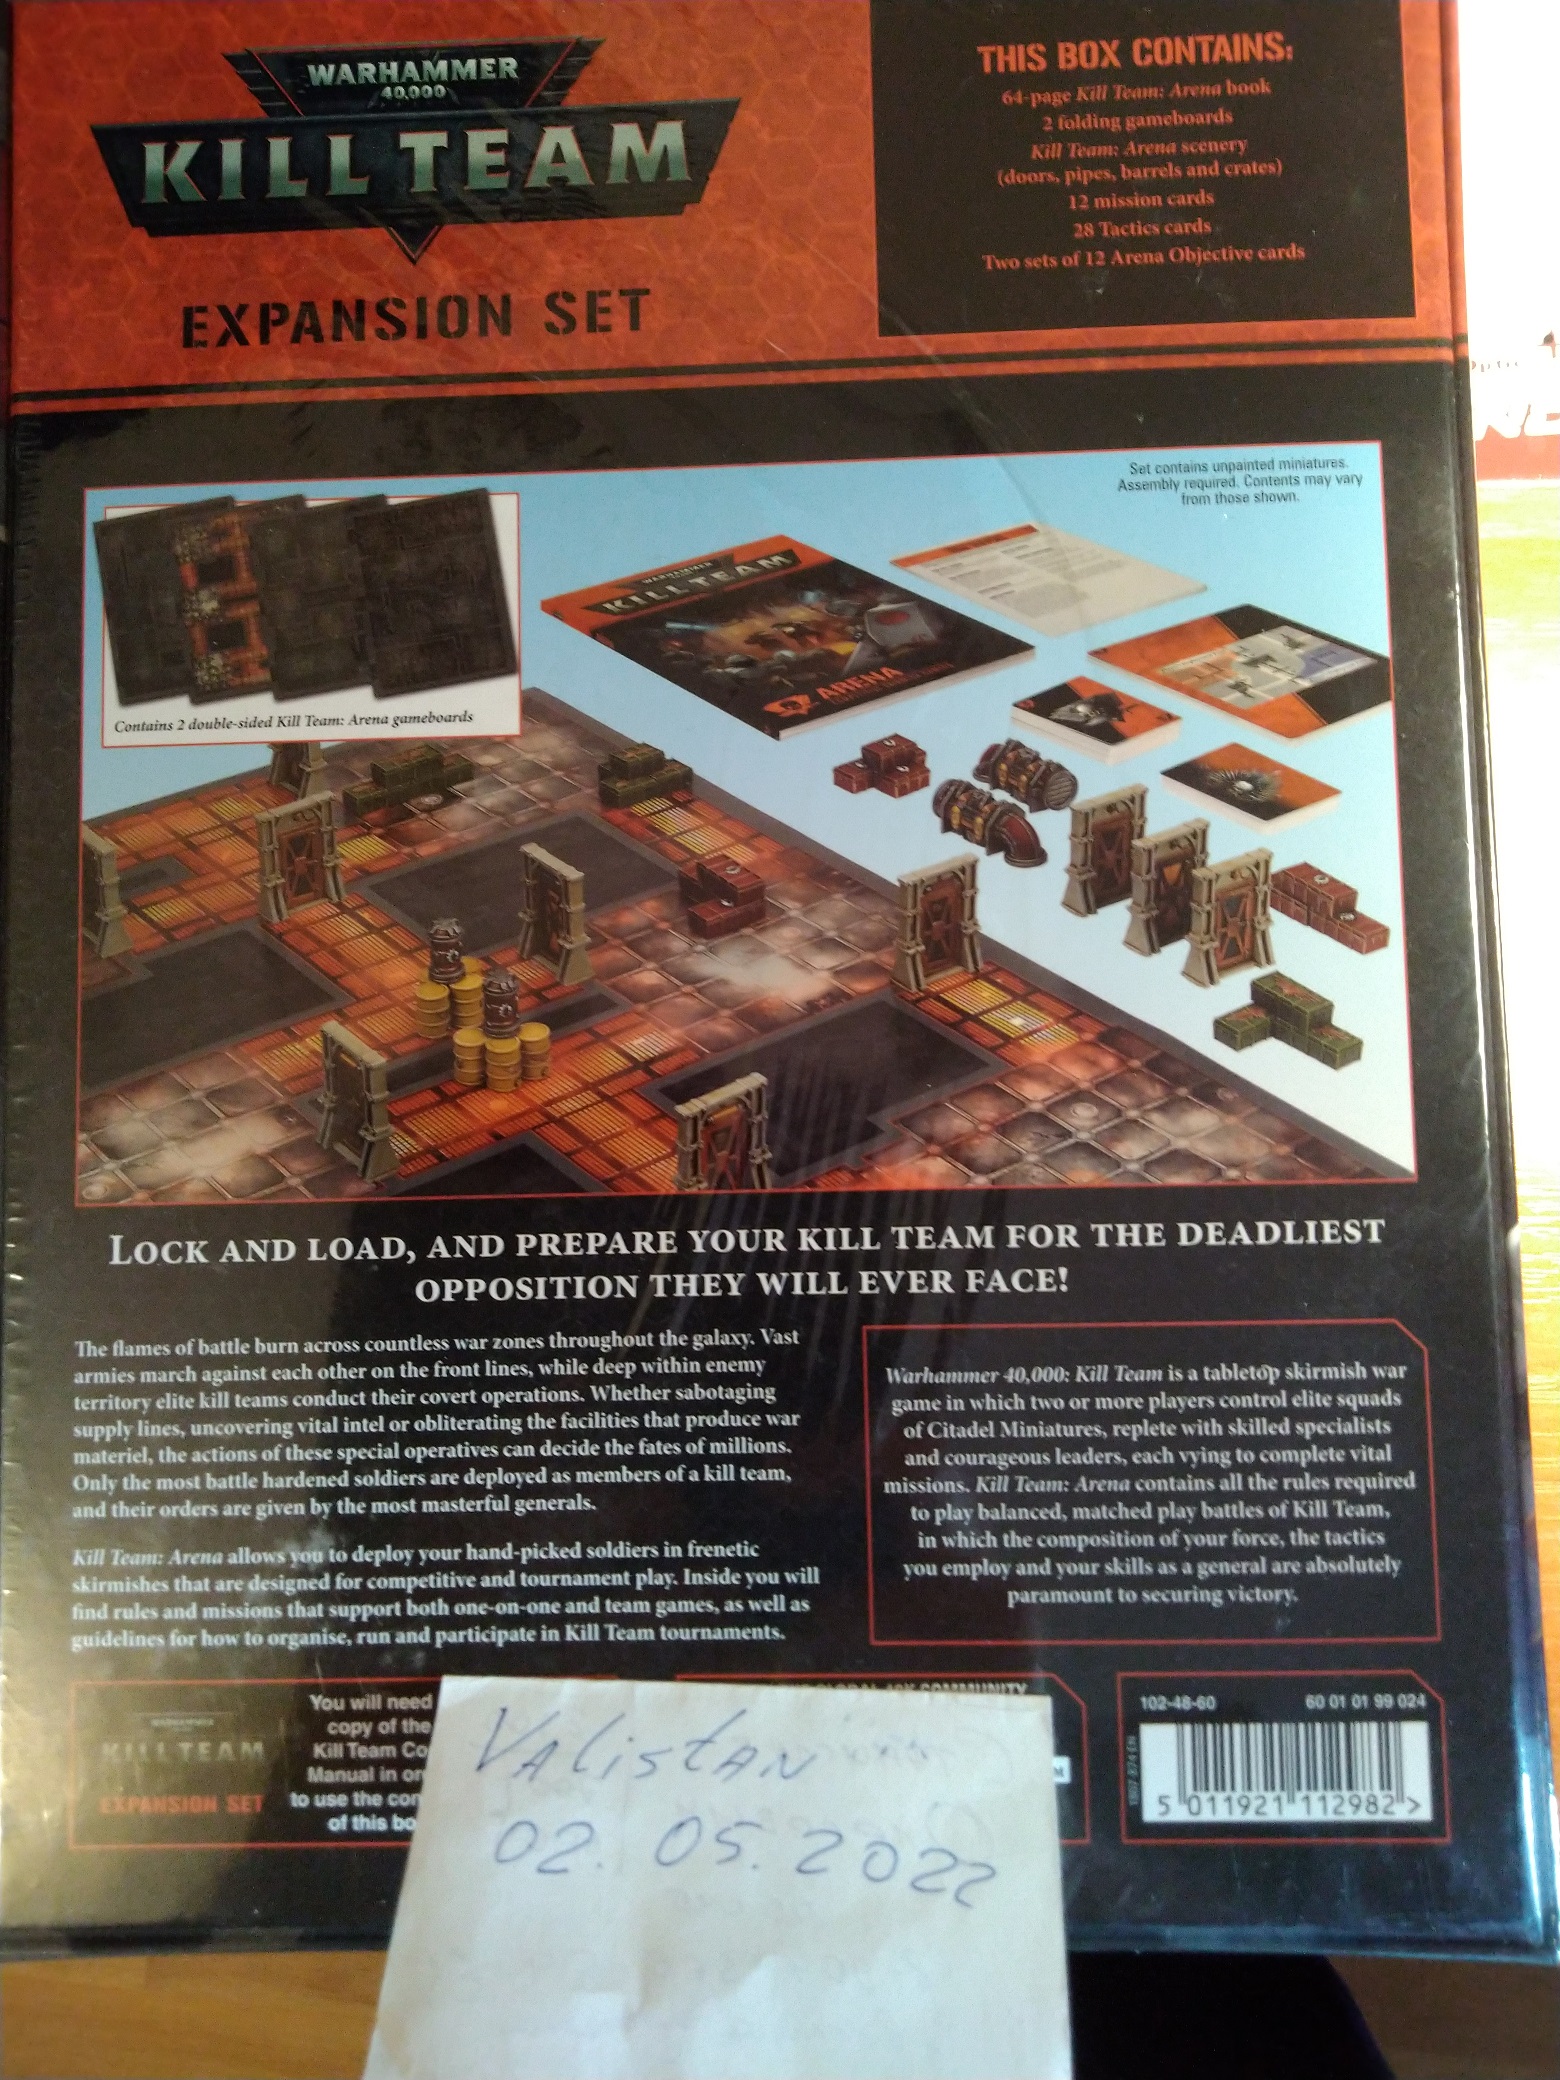 WARHAMMER
40,000
KILL TEAM
EXPANSION SET
THIS BOX CONTAINS:
64-page Kill Team: Arena book
2 folding gameboards
Kill Team: Arena scenery
(doors, pipes, barrels and crates)
12 mission cards
28 Tactics cards
Two sets of 12 Arena Objective cards
Set contains unpainted miniatures.
Assembly required. Contents may vary
from those shown.
WARHAMMER
KILL TEAM
ARENA
Contains 2 double-sided Kill Team: Arena gameboards
LOCK AND LOAD, AND PREPARE YOUR KILL TEAM FOR THE DEADLIEST
OPPOSITION THEY WILL EVER FACE!
The flames of battle burn across countless war zones throughout the galaxy. Vast
armies march against each other on the front lines, while deep within enemy
territory elite kill teams conduct their covert operations. Whether sabotaging
supply lines, uncovering vital intel or obliterating the facilities that produce war
materiel, the actions of these special operatives can decide the fates of millions.
Only the most battle hardened soldiers are deployed as members of a kill team,
and their orders are given by the most masterful generals.
Kill Team: Arena allows you to deploy your hand-picked soldiers in frenetic
skirmishes that are designed for competitive and tournament play. Inside you will
find rules and missions that support both one-on-one and team games, as well as
guidelines for how to organise, run and participate in Kill Team tournaments.
Warhammer 40,000: Kill Team is a tabletop skirmish war
game in which two or more players control elite squads
of Citadel Miniatures, replete with skilled specialists
and courageous leaders, each vying to complete vital
missions. Kill Team: Arena contains all the rules required
to play balanced, matched play battles of Kill Team,
in which the composition of your force, the tactics
you employ and your skills as a general are absolutely
paramount to securing victory.
WARHAMMER
KILL TEAM
EXPANSION SET
You will need
copy of the
Kill Team Co
Manual in or
to use the con
of this bo
GLOBAL 40K COMMUNITY
102-48-60
60 01 01 99 024
5 011921 112982 >
Valistan
02. 05. 2022